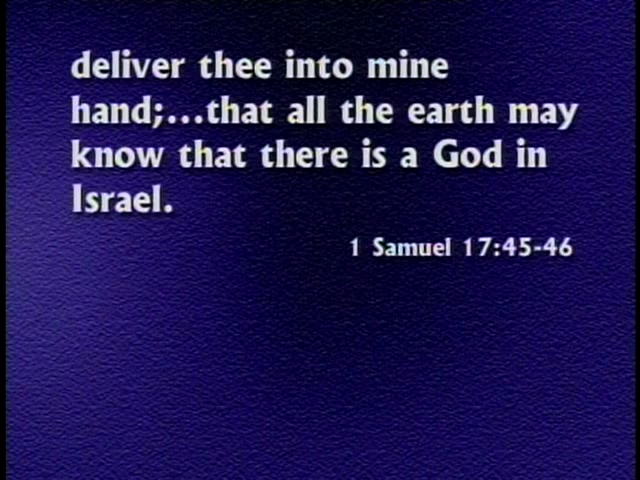 deliver thee into mine
hand;...that all the earth may
know that there is a God in
Israel.
1 Samuel 17:45-46